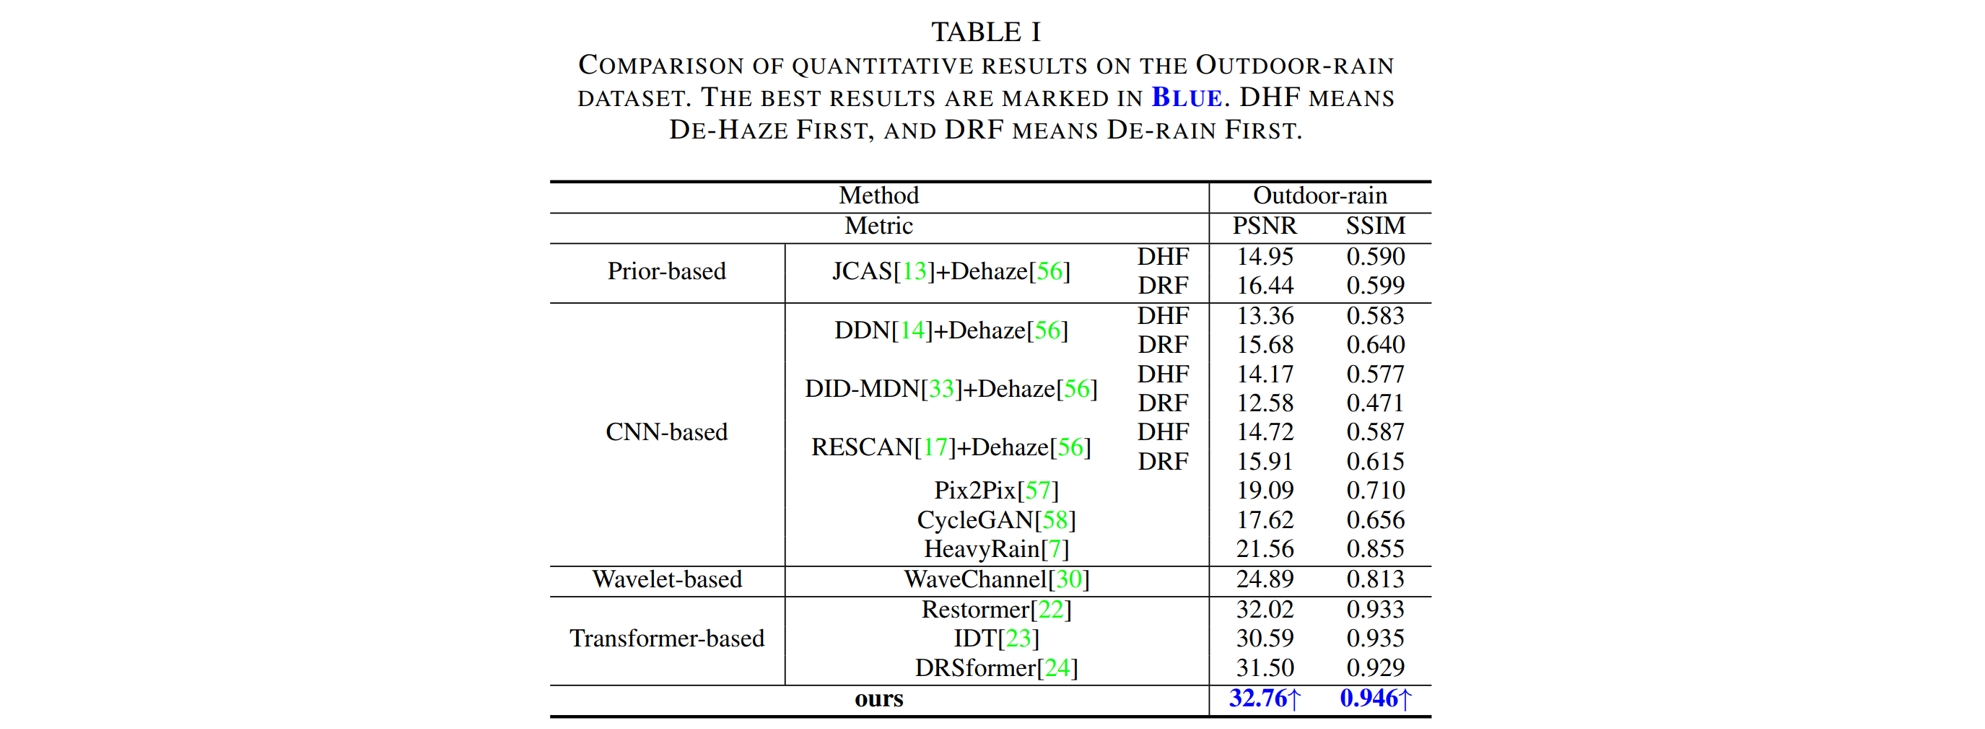 TABLE I
COMPARISON OF QUANTITATIVE RESULTS ON THE OUTDOOR-RAIN
DATASET. THE BEST RESULTS ARE MARKED IN BLUE. DHF MEANS
DE-HAZE FIRST, AND DRF MEANS DE-RAIN FIRST.
Method Outdoor-rain
Metric PSNR SSIM
Prior-based JCAS[13]+Dehaze[56] DHF 14.95 0.590
DRF 16.44 0.599
CNN-based DDN[14]+Dehaze[56] DHF 13.36 0.583
DRF 15.68 0.640
DID-MDN[33]+Dehaze[56] DHF 14.17 0.577
DRF 12.58 0.471
RESCAN[17]+Dehaze[56] DHF 14.72 0.587
DRF 15.91 0.615
Pix2Pix[57] 19.09 0.710
CycleGAN[58] 17.62 0.656
HeavyRain[7] 21.56 0.855
Wavelet-based WaveChannel[30] 24.89 0.813
Transformer-based Restormer[22] 32.02 0.933
IDT[23] 30.59 0.935
DRSformer[24] 31.50 0.929
ours 32.76↑ 0.946↑